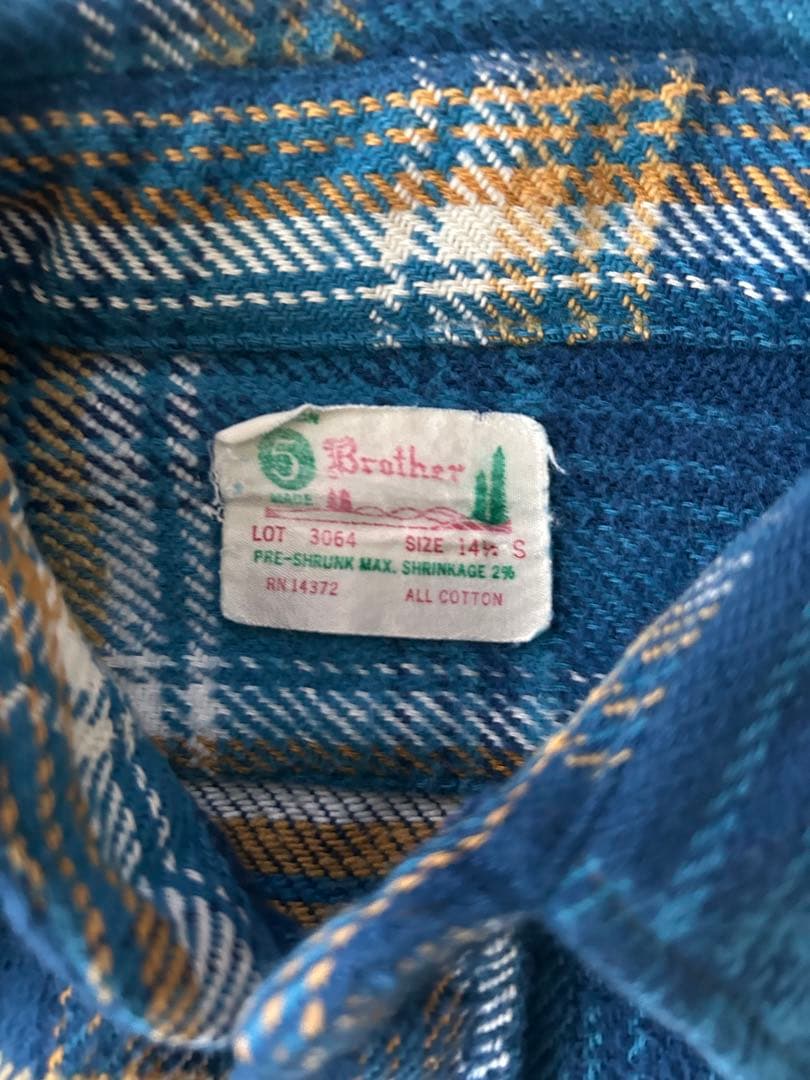 5 Brother
MADE
LOT 3064 SIZE 14½ S
PRE-SHRUNK MAX. SHRINKAGE 2%
RN 14372 ALL COTTON